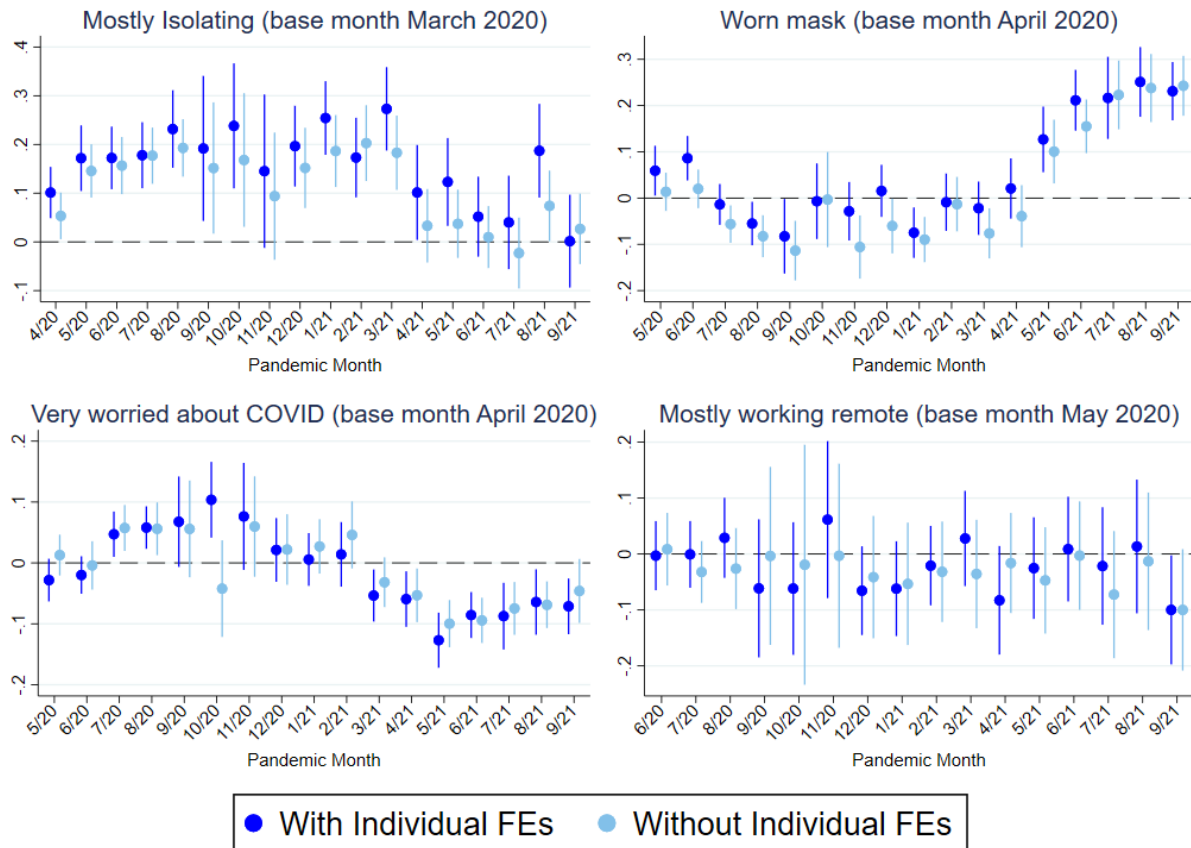 Mostly Isolating (base month March 2020)
.4
.3
.2
.1
0
-.1
4/20 5/20 6/20 7/20 8/20 9/20 10/20 11/20 12/20 1/21 2/21 3/21 4/21 5/21 6/21 7/21 8/21 9/21
Pandemic Month
Worn mask (base month April 2020)
.3
.2
.1
0
-.1
-.2
5/20 6/20 7/20 8/20 9/20 10/20 11/20 12/20 1/21 2/21 3/21 4/21 5/21 6/21 7/21 8/21 9/21
Pandemic Month
Very worried about COVID (base month April 2020)
.2
.1
0
-.1
-.2
5/20 6/20 7/20 8/20 9/20 10/20 11/20 12/20 1/21 2/21 3/21 4/21 5/21 6/21 7/21 8/21 9/21
Pandemic Month
Mostly working remote (base month May 2020)
.2
.1
0
-.1
-.2
6/20 7/20 8/20 9/20 10/20 11/20 12/20 1/21 2/21 3/21 4/21 5/21 6/21 7/21 8/21 9/21
Pandemic Month
With Individual FEs Without Individual FEs